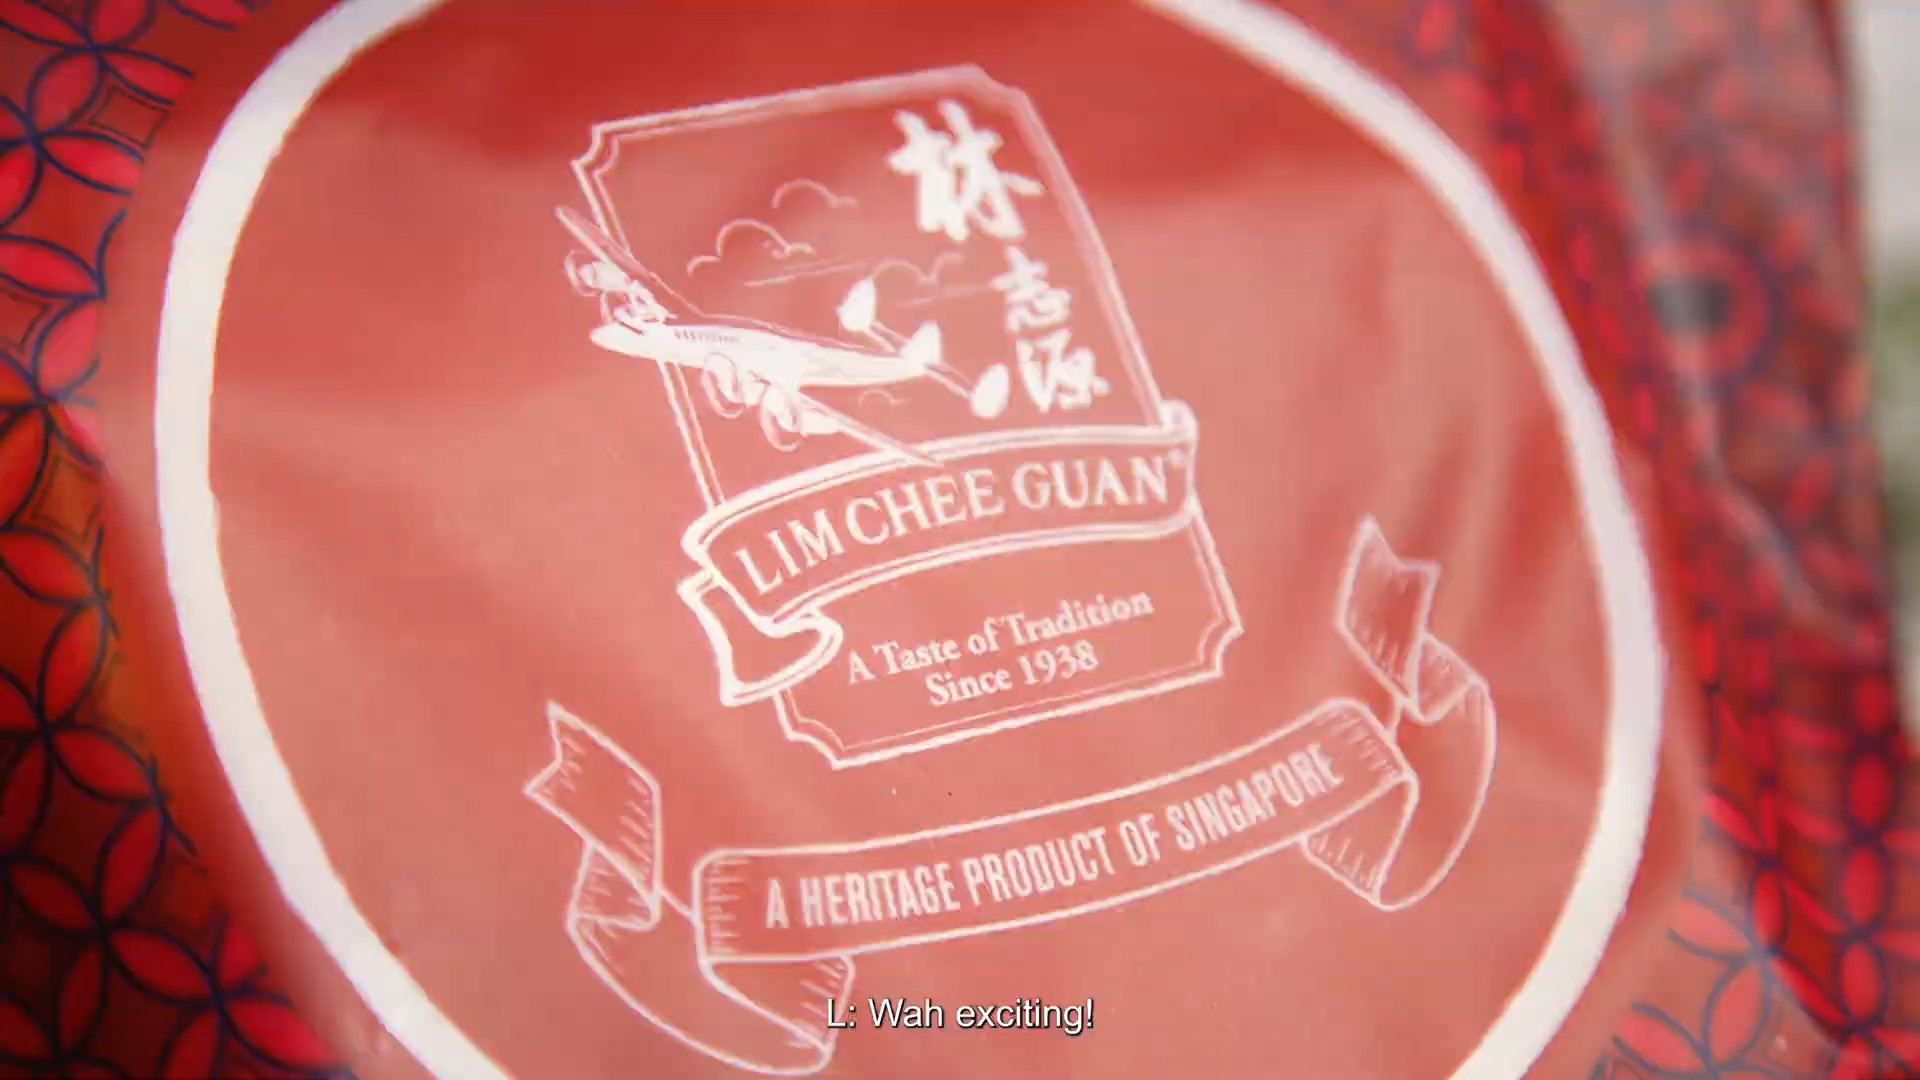 林志源
LIM CHEE GUAN®
A Taste of Tradition
Since 1938
A HERITAGE PRODUCT OF SINGAPORE
L: Wah exciting!